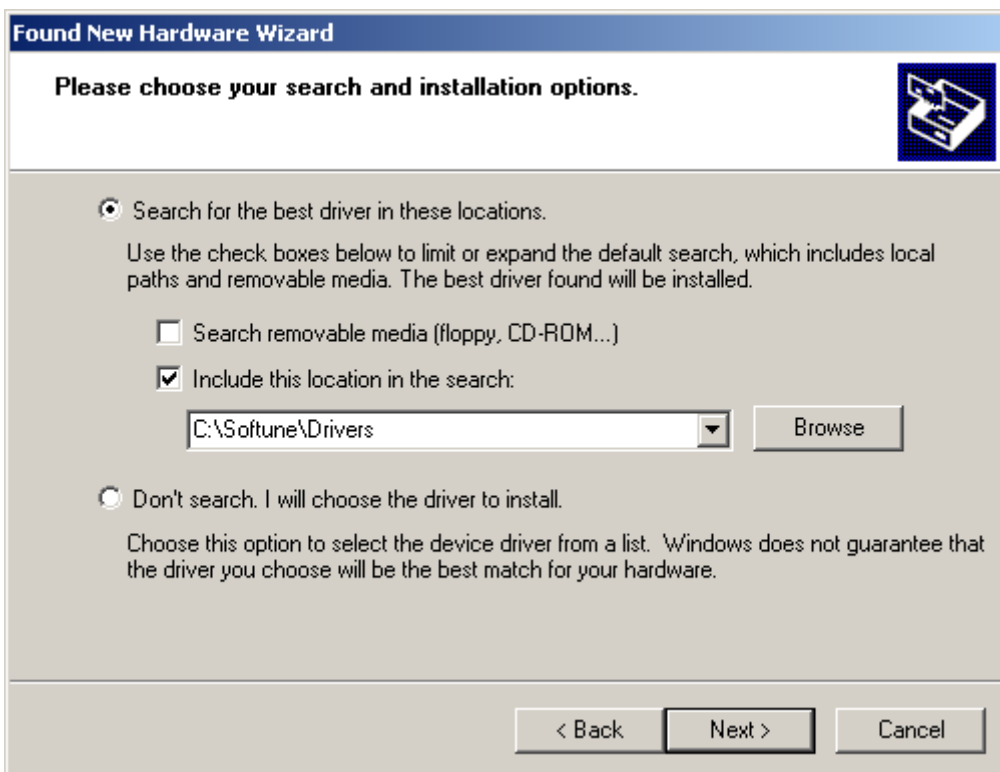 Found New Hardware Wizard
Please choose your search and installation options.
Search for the best driver in these locations.
Use the check boxes below to limit or expand the default search, which includes local
paths and removable media. The best driver found will be installed.
Search removable media (floppy, CD-ROM...)
Include this location in the search:
C:\Softune\Drivers
Browse
Don't search. I will choose the driver to install.
Choose this option to select the device driver from a list.  Windows does not guarantee that
the driver you choose will be the best match for your hardware.
< Back
Next >
Cancel